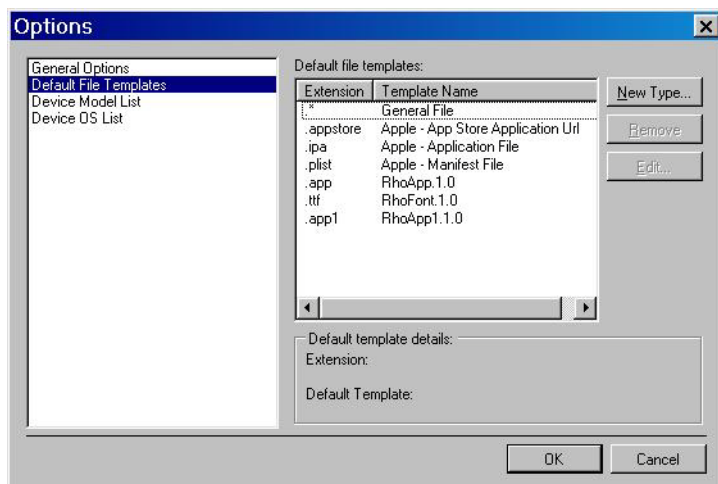 Options
General Options
Default File Templates
Device Model List
Device OS List
Default file templates:
Extension Template Name
.* General File
.appstore Apple - App Store Application Url
.ipa Apple - Application File
.plist Apple - Manifest File
.app RhoApp.1.0
.ttf RhoFont.1.0
.app1 RhoApp1.1.0
New Type...
Remove
Edit...
Default template details:
Extension:
Default Template:
OK Cancel